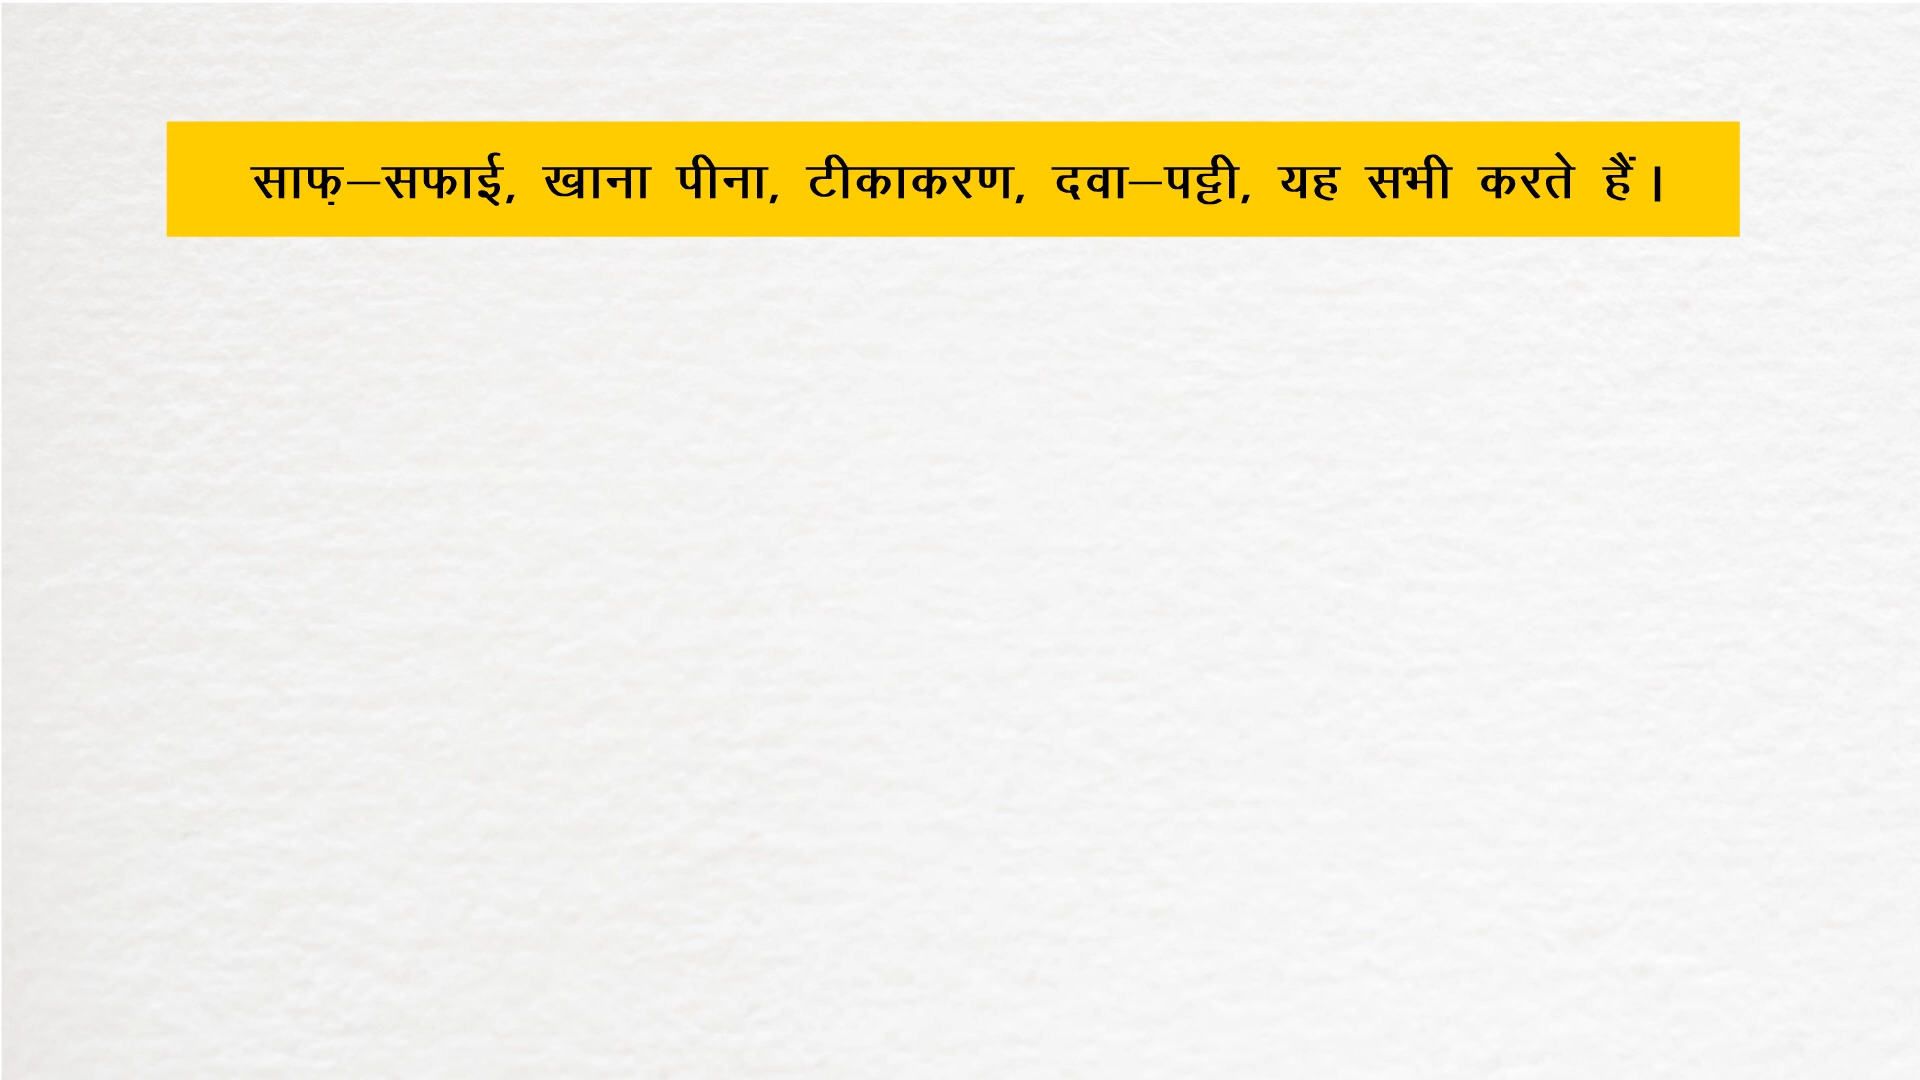 साफ़–सफाई, खाना पीना, टीकाकरण, दवा–पट्टी, यह सभी करते हैं।